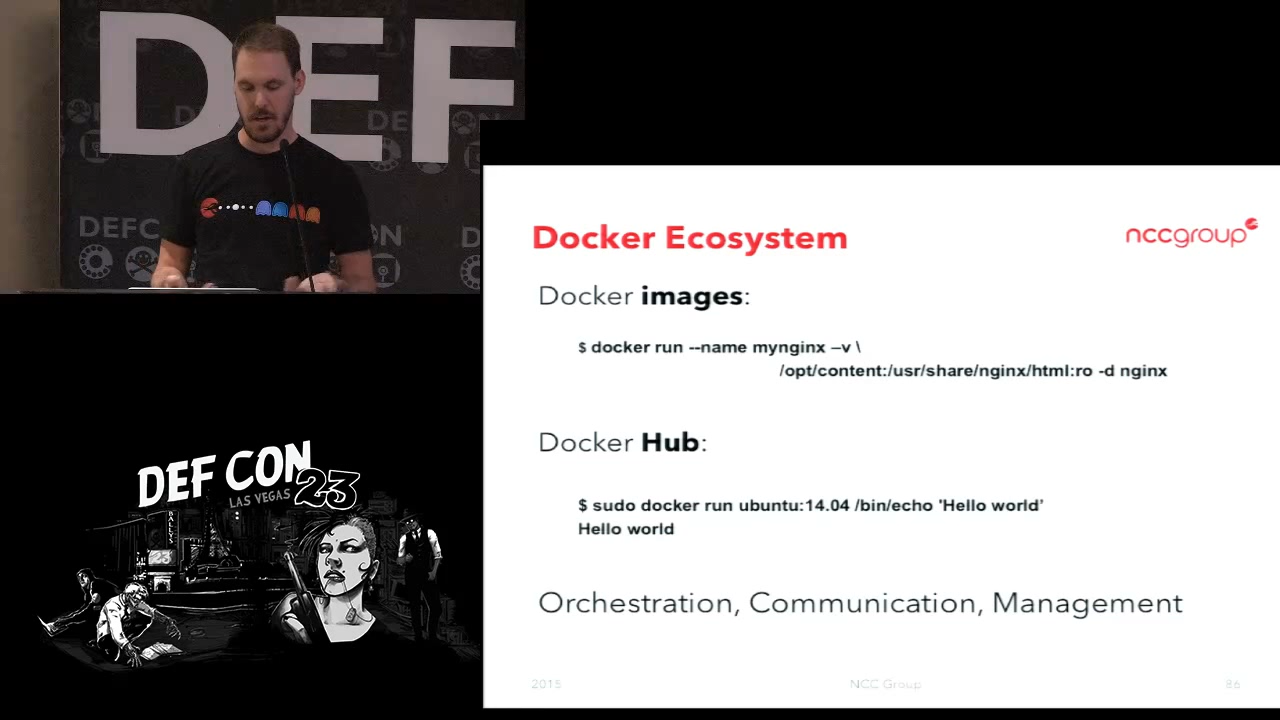 DEF
DEFC
Docker Ecosystem
nccgroup
Docker images:
$ docker run --name mynginx –v \
/opt/content:/usr/share/nginx/html:ro -d nginx
Docker Hub:
$ sudo docker run ubuntu:14.04 /bin/echo 'Hello world'
Hello world
Orchestration, Communication, Management
2015
NCC Group
86
DEF CON
LAS VEGAS 23
BALLYS